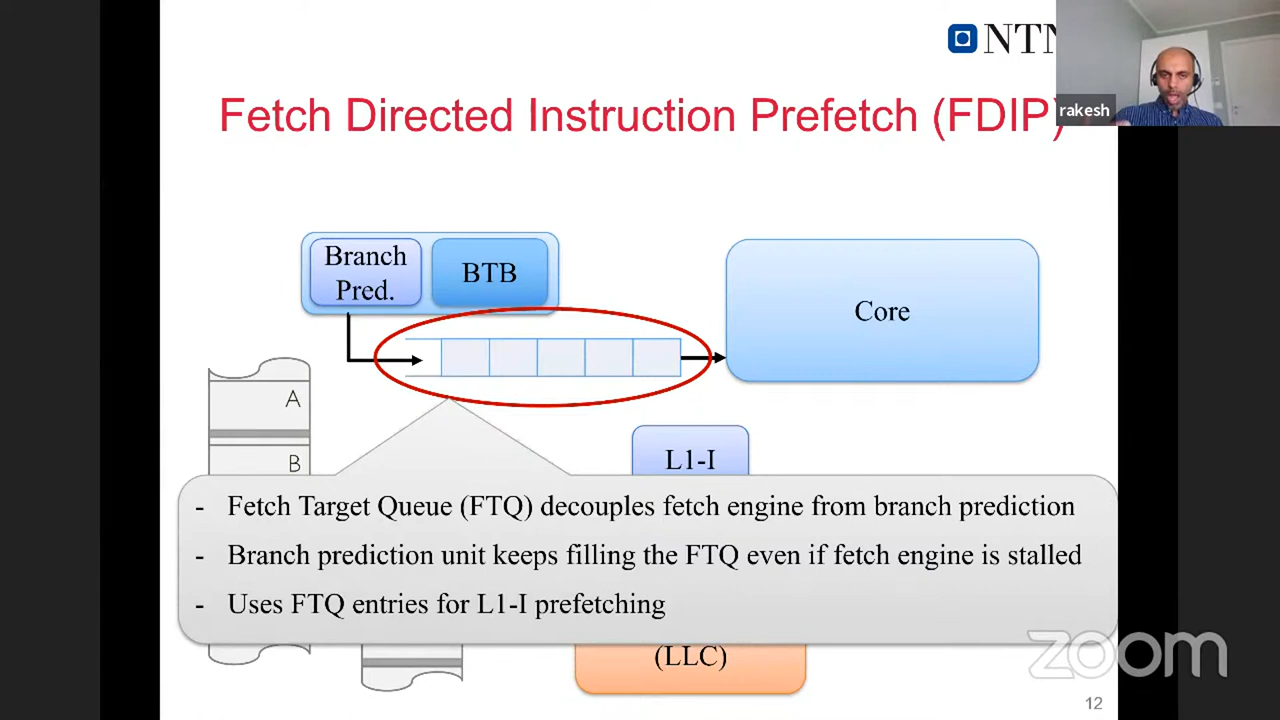 NTN
rakesh
Fetch Directed Instruction Prefetch (FDIP)
Branch
Pred.
BTB
Core
A
B
L1-I
- Fetch Target Queue (FTQ) decouples fetch engine from branch prediction
- Branch prediction unit keeps filling the FTQ even if fetch engine is stalled
- Uses FTQ entries for L1-I prefetching
(LLC)
zoom
12